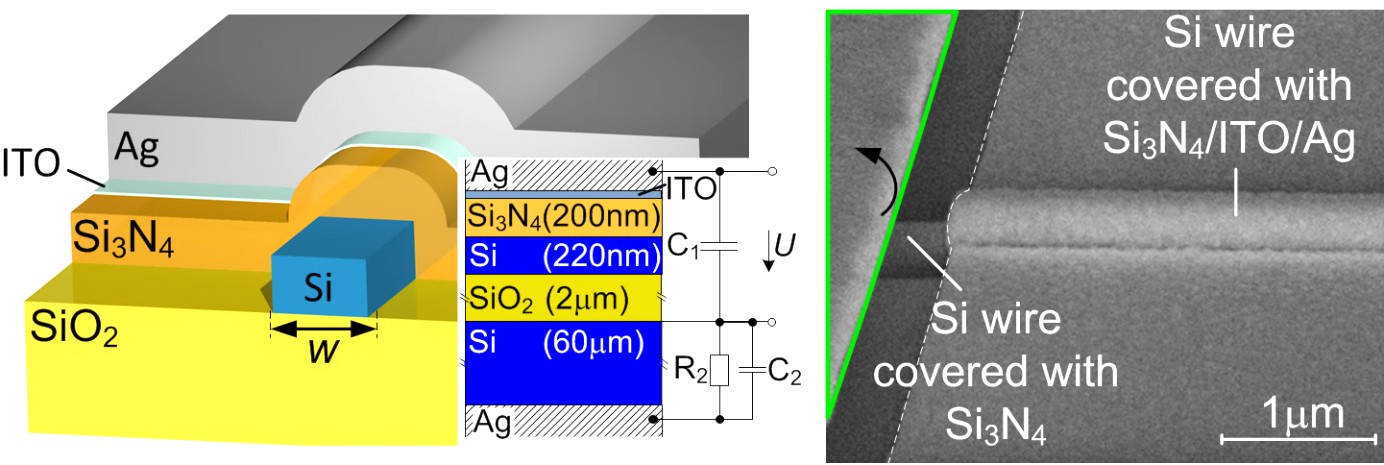 Ag
ITO
Si₃N₄
Si
SiO₂
w
Ag
ITO
Si₃N₄(200nm)
Si (220nm)
SiO₂ (2μm)
Si (60μm)
Ag
C₁
U
R₂
C₂
Si wire
covered with
Si₃N₄/ITO/Ag
Si wire
covered with
Si₃N₄
1μm